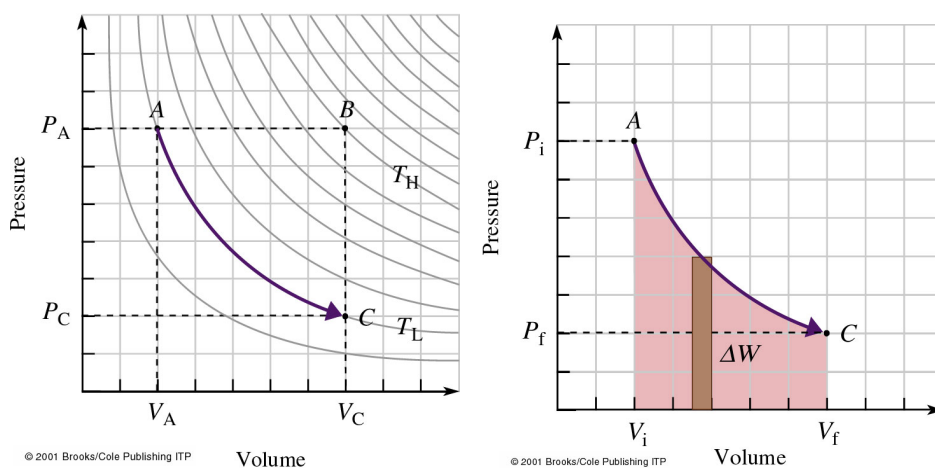 A
B
P_A
T_H
Pressure
P_C
C
T_L
V_A
V_C
© 2001 Brooks/Cole Publishing ITP
Volume
A
P_i
Pressure
P_f
C
ΔW
V_i
V_f
© 2001 Brooks/Cole Publishing ITP
Volume